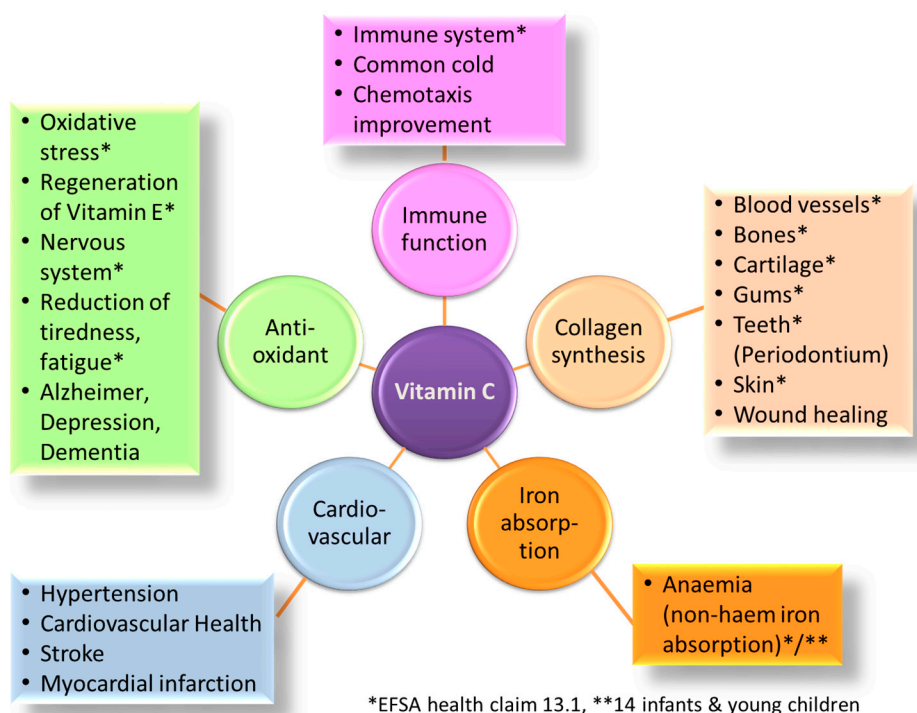 • Immune system*
• Common cold
• Chemotaxis
improvement
• Oxidative
stress*
• Regeneration
of Vitamin E*
• Nervous
system*
• Reduction of
tiredness,
fatigue*
• Alzheimer,
Depression,
Dementia
Immune
function
• Blood vessels*
• Bones*
• Cartilage*
• Gums*
• Teeth*
(Periodontium)
• Skin*
• Wound healing
Anti-
oxidant
Collagen
synthesis
Vitamin C
Cardio-
vascular
Iron
absorp-
tion
• Hypertension
• Cardiovascular Health
• Stroke
• Myocardial infarction
• Anaemia
(non-haem iron
absorption)*/**
*EFSA health claim 13.1, **14 infants & young children